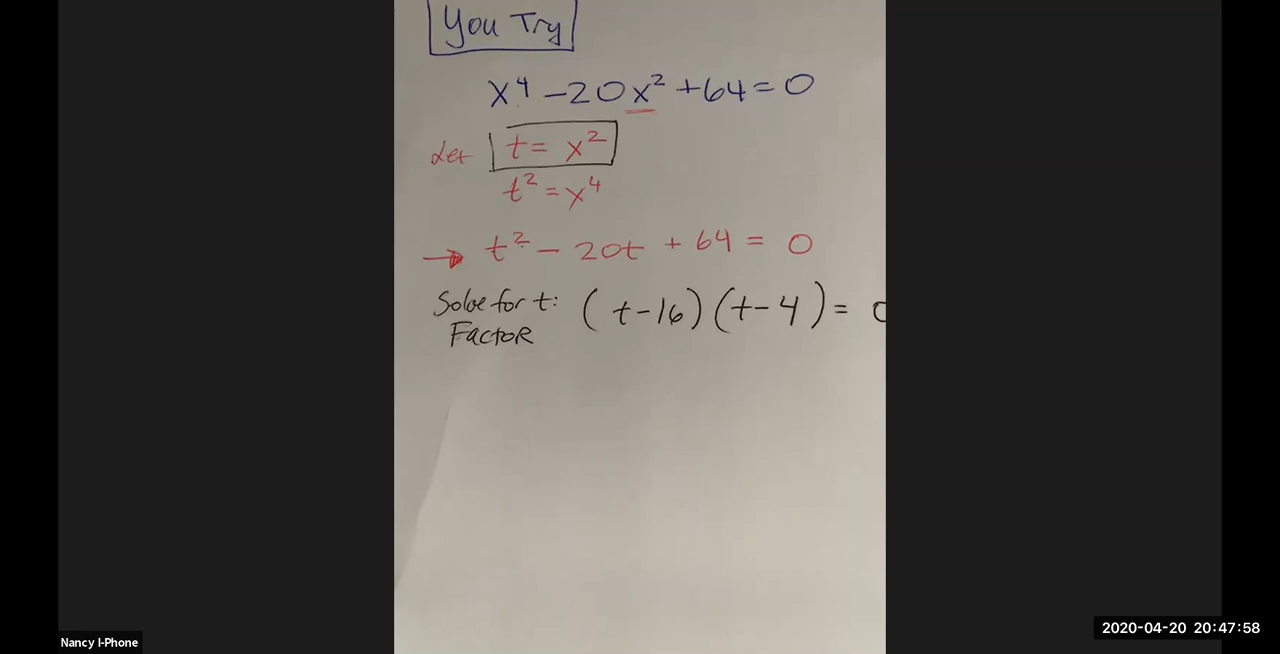 You Try
x⁴ -20x² +64=0
Let t= x²
t² = x⁴
→ t² - 20t + 64 = 0
Solve for t: (t-16)(t-4) = 0
Factor
Nancy I-Phone
2020-04-20 20:47:58